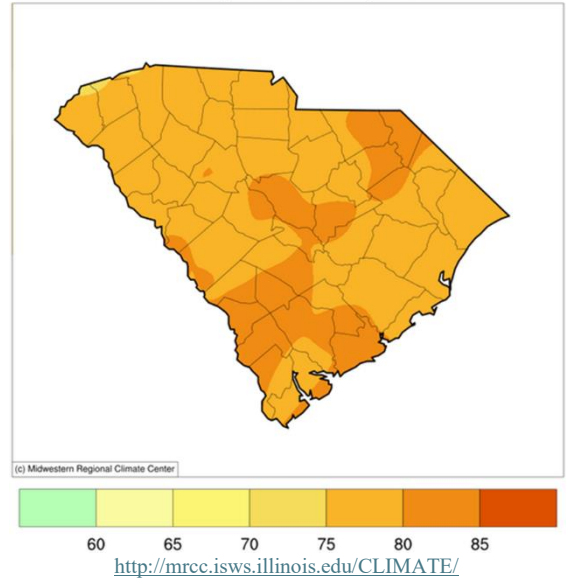 (c) Midwestern Regional Climate Center
60 65 70 75 80 85
http://mrcc.isws.illinois.edu/CLIMATE/